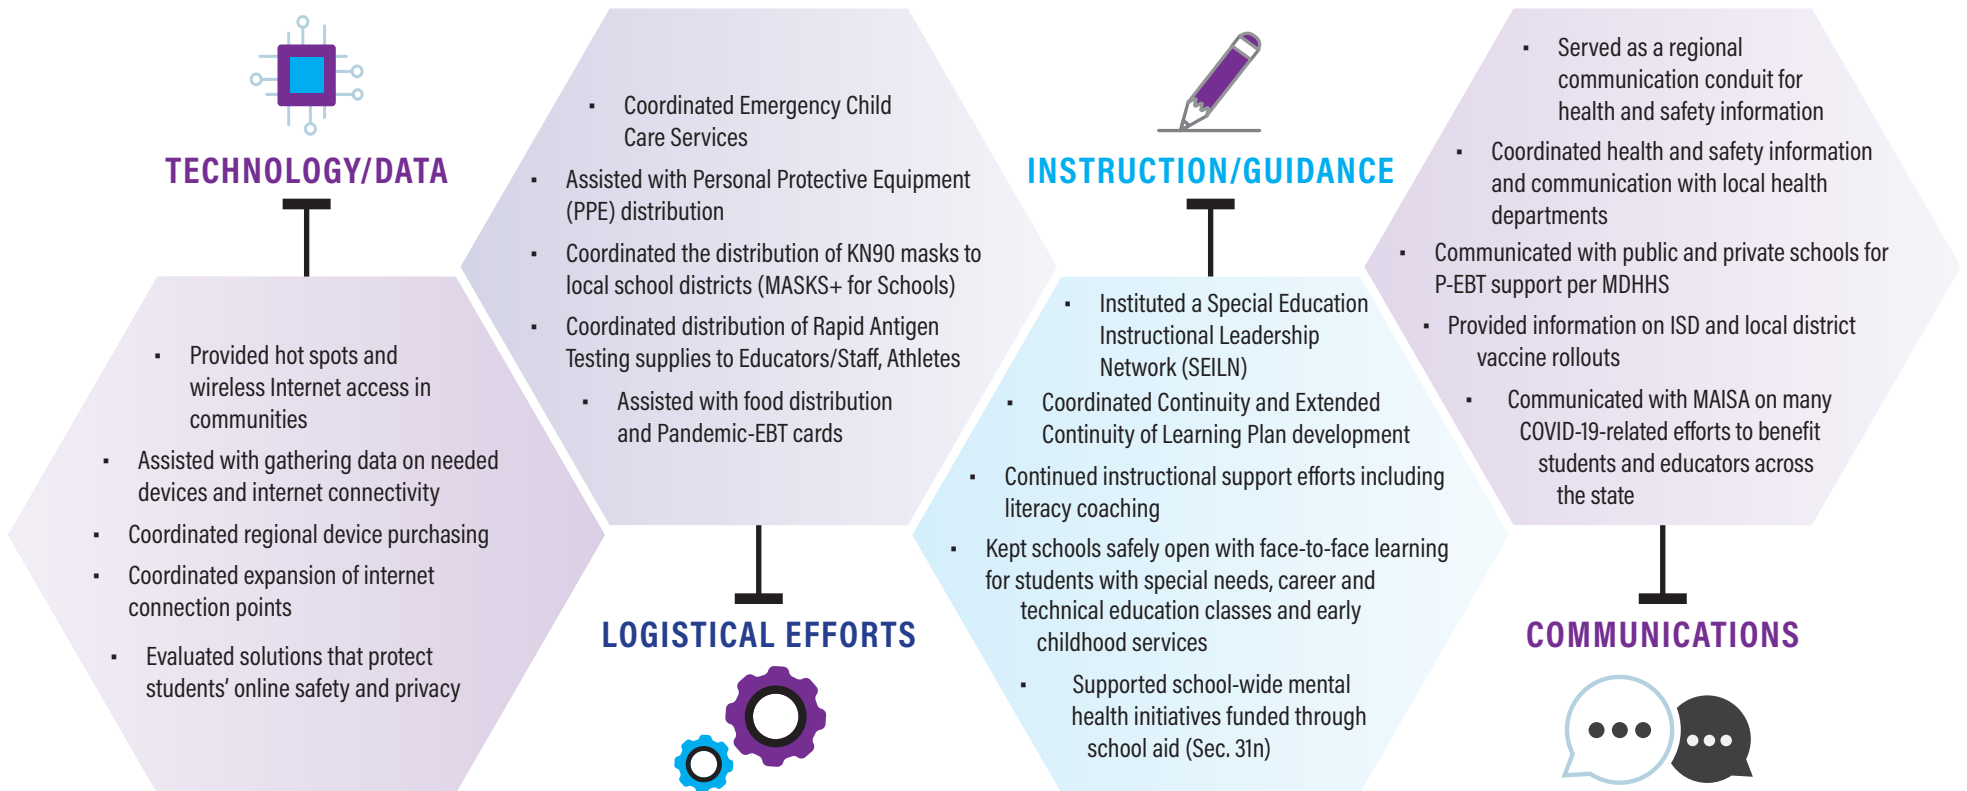 TECHNOLOGY/DATA
▪ Provided hot spots and
wireless Internet access in
communities
▪ Assisted with gathering data on needed
devices and internet connectivity
▪ Coordinated regional device purchasing
▪ Coordinated expansion of internet
connection points
▪ Evaluated solutions that protect
students’ online safety and privacy
▪ Coordinated Emergency Child
Care Services
▪ Assisted with Personal Protective Equipment
(PPE) distribution
▪ Coordinated the distribution of KN90 masks to
local school districts (MASKS+ for Schools)
▪ Coordinated distribution of Rapid Antigen
Testing supplies to Educators/Staff, Athletes
▪ Assisted with food distribution
and Pandemic-EBT cards
LOGISTICAL EFFORTS
INSTRUCTION/GUIDANCE
▪ Instituted a Special Education
Instructional Leadership
Network (SEILN)
▪ Coordinated Continuity and Extended
Continuity of Learning Plan development
▪ Continued instructional support efforts including
literacy coaching
▪ Kept schools safely open with face-to-face learning
for students with special needs, career and
technical education classes and early
childhood services
▪ Supported school-wide mental
health initiatives funded through
school aid (Sec. 31n)
▪ Served as a regional
communication conduit for
health and safety information
▪ Coordinated health and safety information
and communication with local health
departments
▪ Communicated with public and private schools for
P-EBT support per MDHHS
▪ Provided information on ISD and local district
vaccine rollouts
▪ Communicated with MAISA on many
COVID-19-related efforts to benefit
students and educators across
the state
COMMUNICATIONS